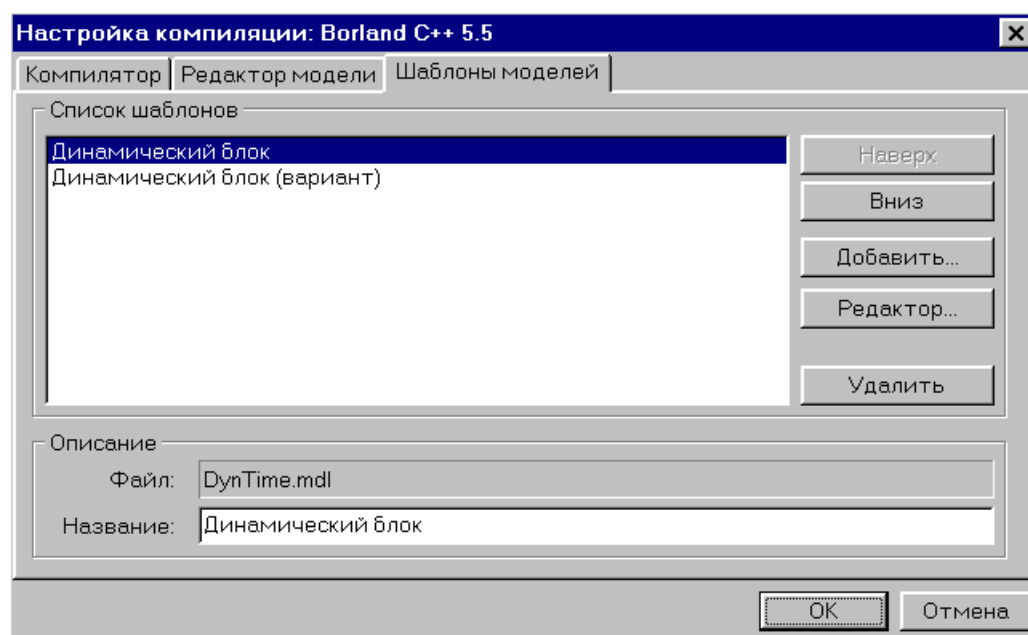 Настройка компиляции: Borland C++ 5.5
Компилятор Редактор модели Шаблоны моделей
Список шаблонов
Динамический блок
Динамический блок (вариант)
Наверх
Вниз
Добавить...
Редактор...
Удалить
Описание
Файл: DynTime.mdl
Название: Динамический блок
OK Отмена